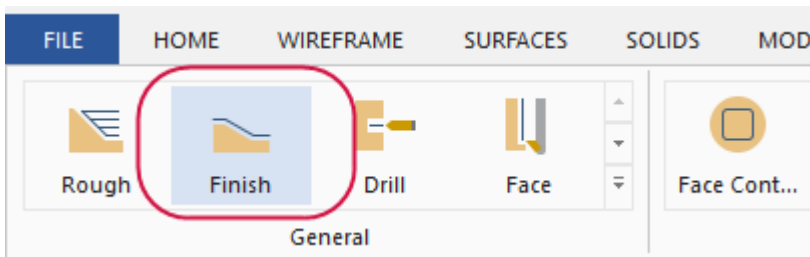 FILE HOME WIREFRAME SURFACES SOLIDS MOD
Rough Finish Drill Face Face Cont...
General